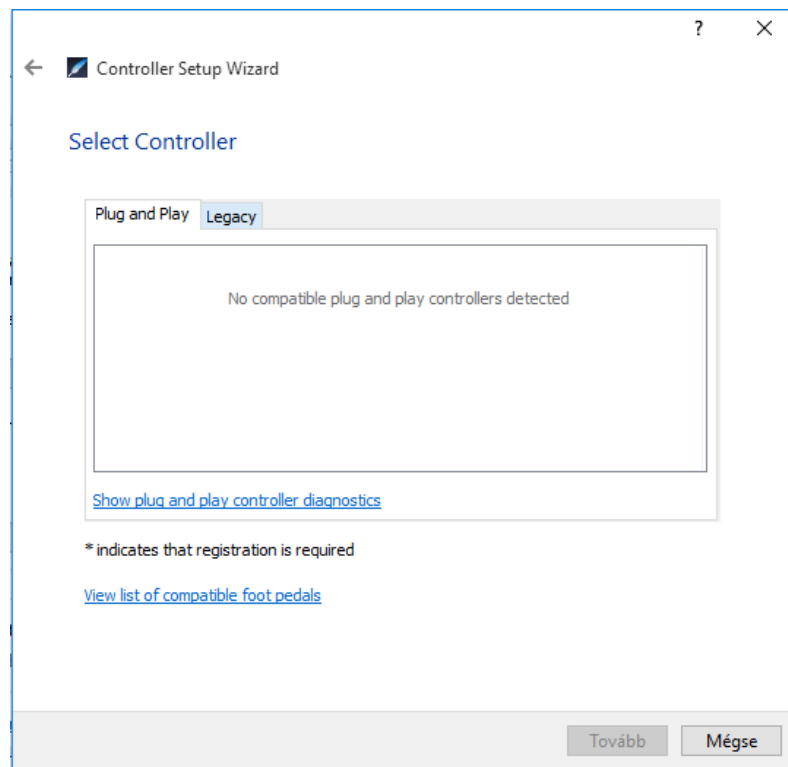 ?
Controller Setup Wizard
Select Controller
Plug and Play Legacy
No compatible plug and play controllers detected
Show plug and play controller diagnostics
* indicates that registration is required
View list of compatible foot pedals
Tovább Mégse